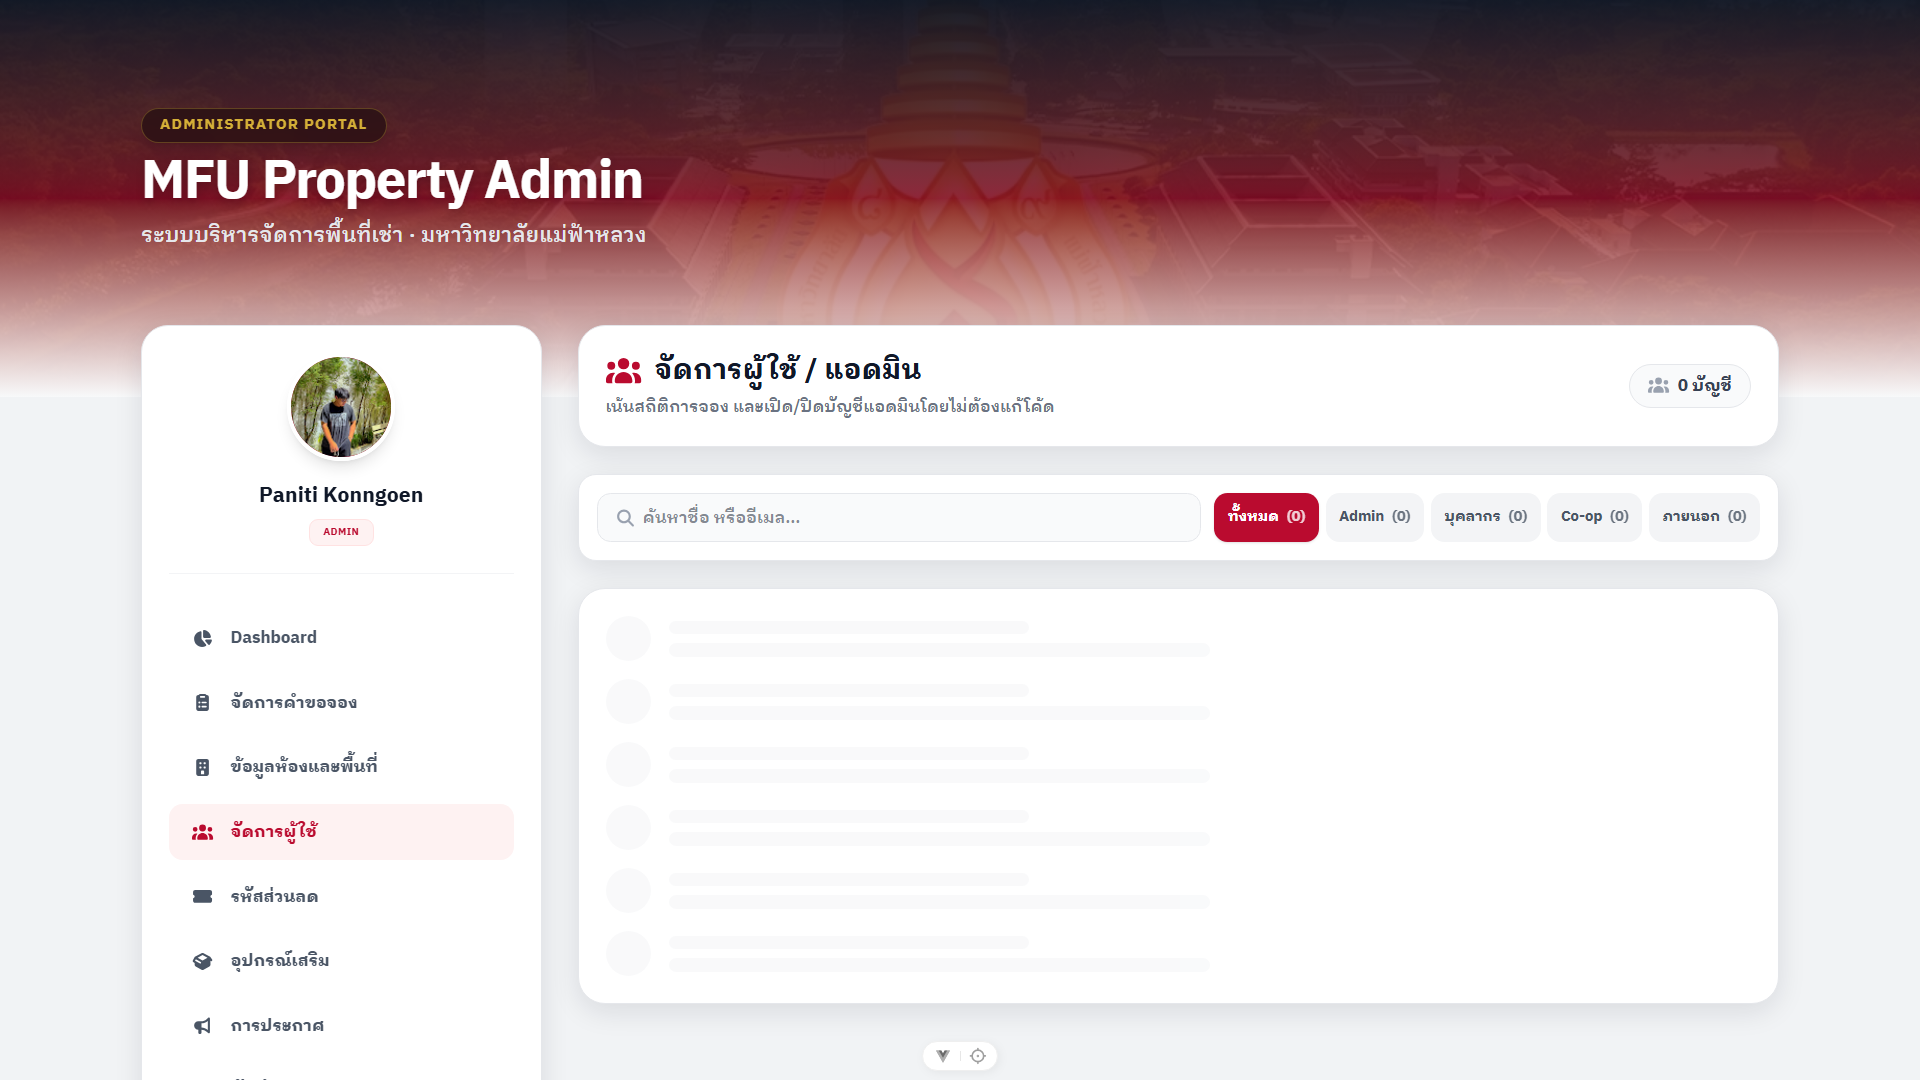 ADMINISTRATOR PORTAL
MFU Property Admin
ระบบบริหารจัดการพื้นที่เช่า · มหาวิทยาลัยแม่ฟ้าหลวง
Paniti Konngoen
ADMIN
Dashboard
จัดการคำขอจอง
ข้อมูลห้องและพื้นที่
จัดการผู้ใช้
รหัสส่วนลด
อุปกรณ์เสริม
การประกาศ
จัดการผู้ใช้ / แอดมิน
เน้นสถิติการจอง และเปิด/ปิดบัญชีแอดมินโดยไม่ต้องแก้โค้ด
0 บัญชี
ค้นหาชื่อ หรืออีเมล...
ทั้งหมด (0)
Admin (0)
บุคลากร (0)
Co-op (0)
ภายนอก (0)